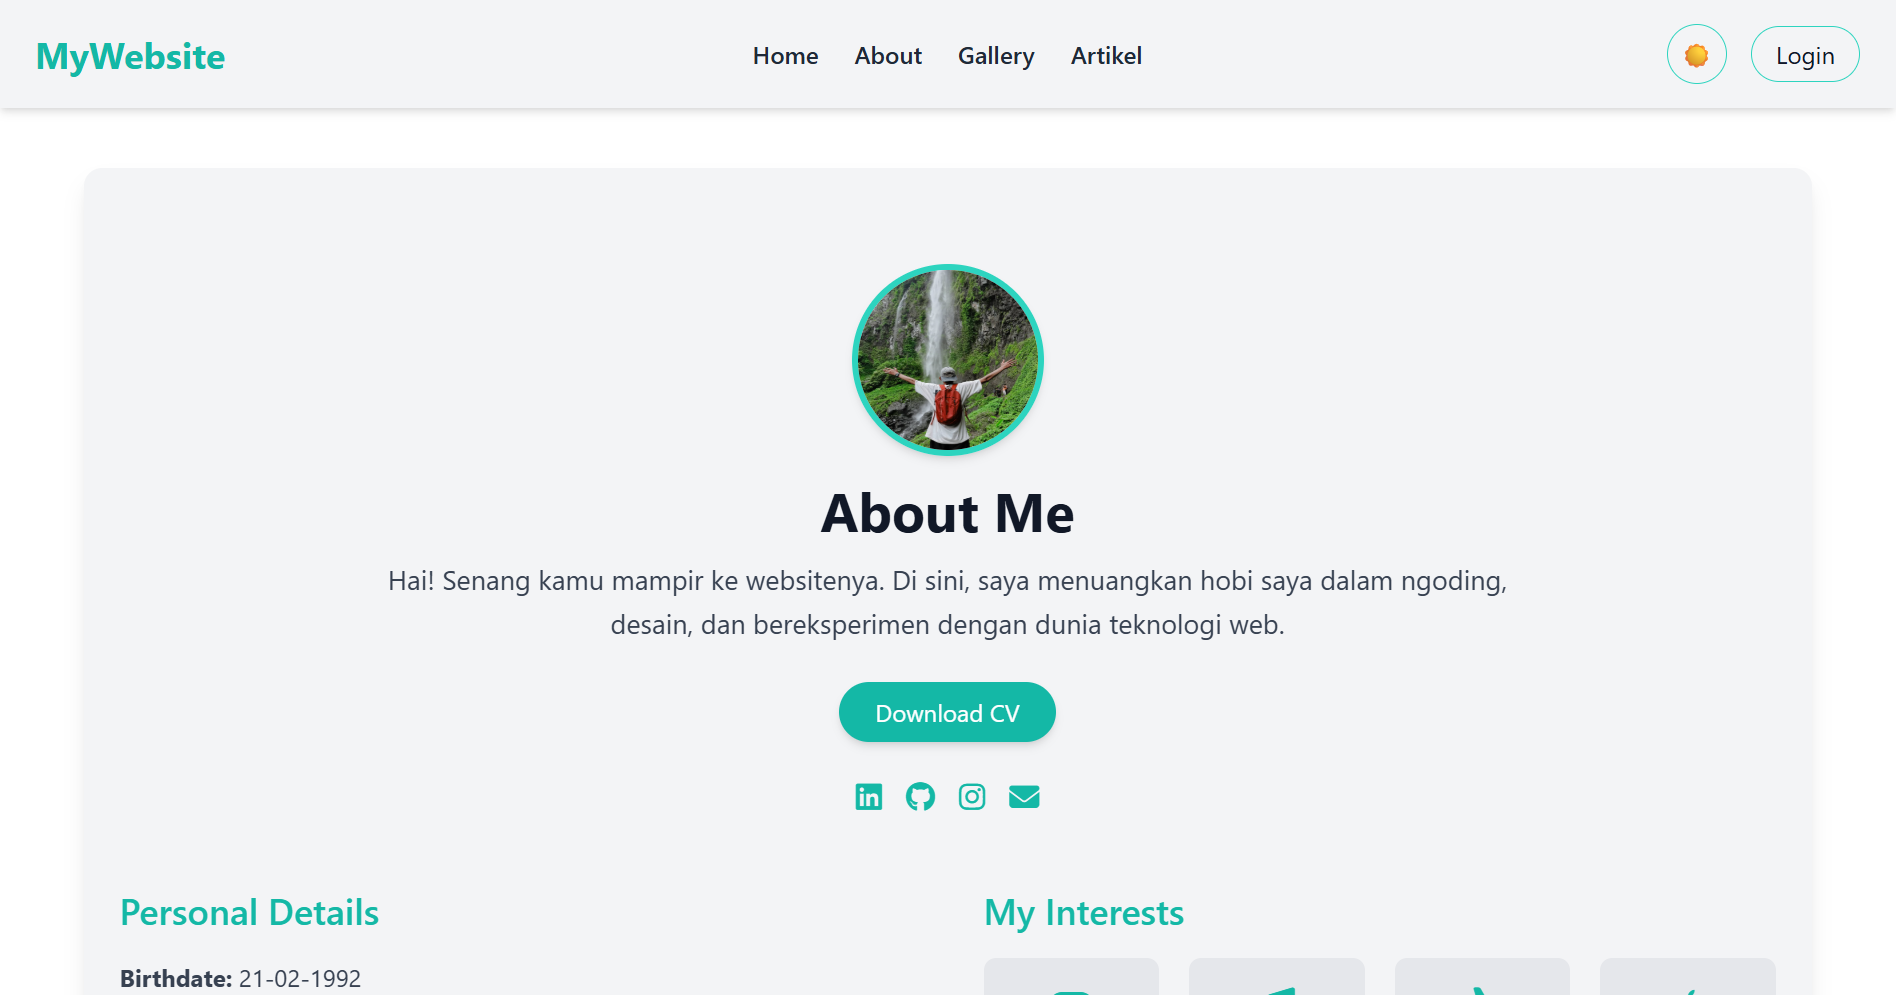 MyWebsite
Home
About
Gallery
Artikel
Login
About Me
Hai! Senang kamu mampir ke websitenya. Di sini, saya menuangkan hobi saya dalam ngoding,
desain, dan bereksperimen dengan dunia teknologi web.
Download CV
Personal Details
My Interests
Birthdate: 21-02-1992